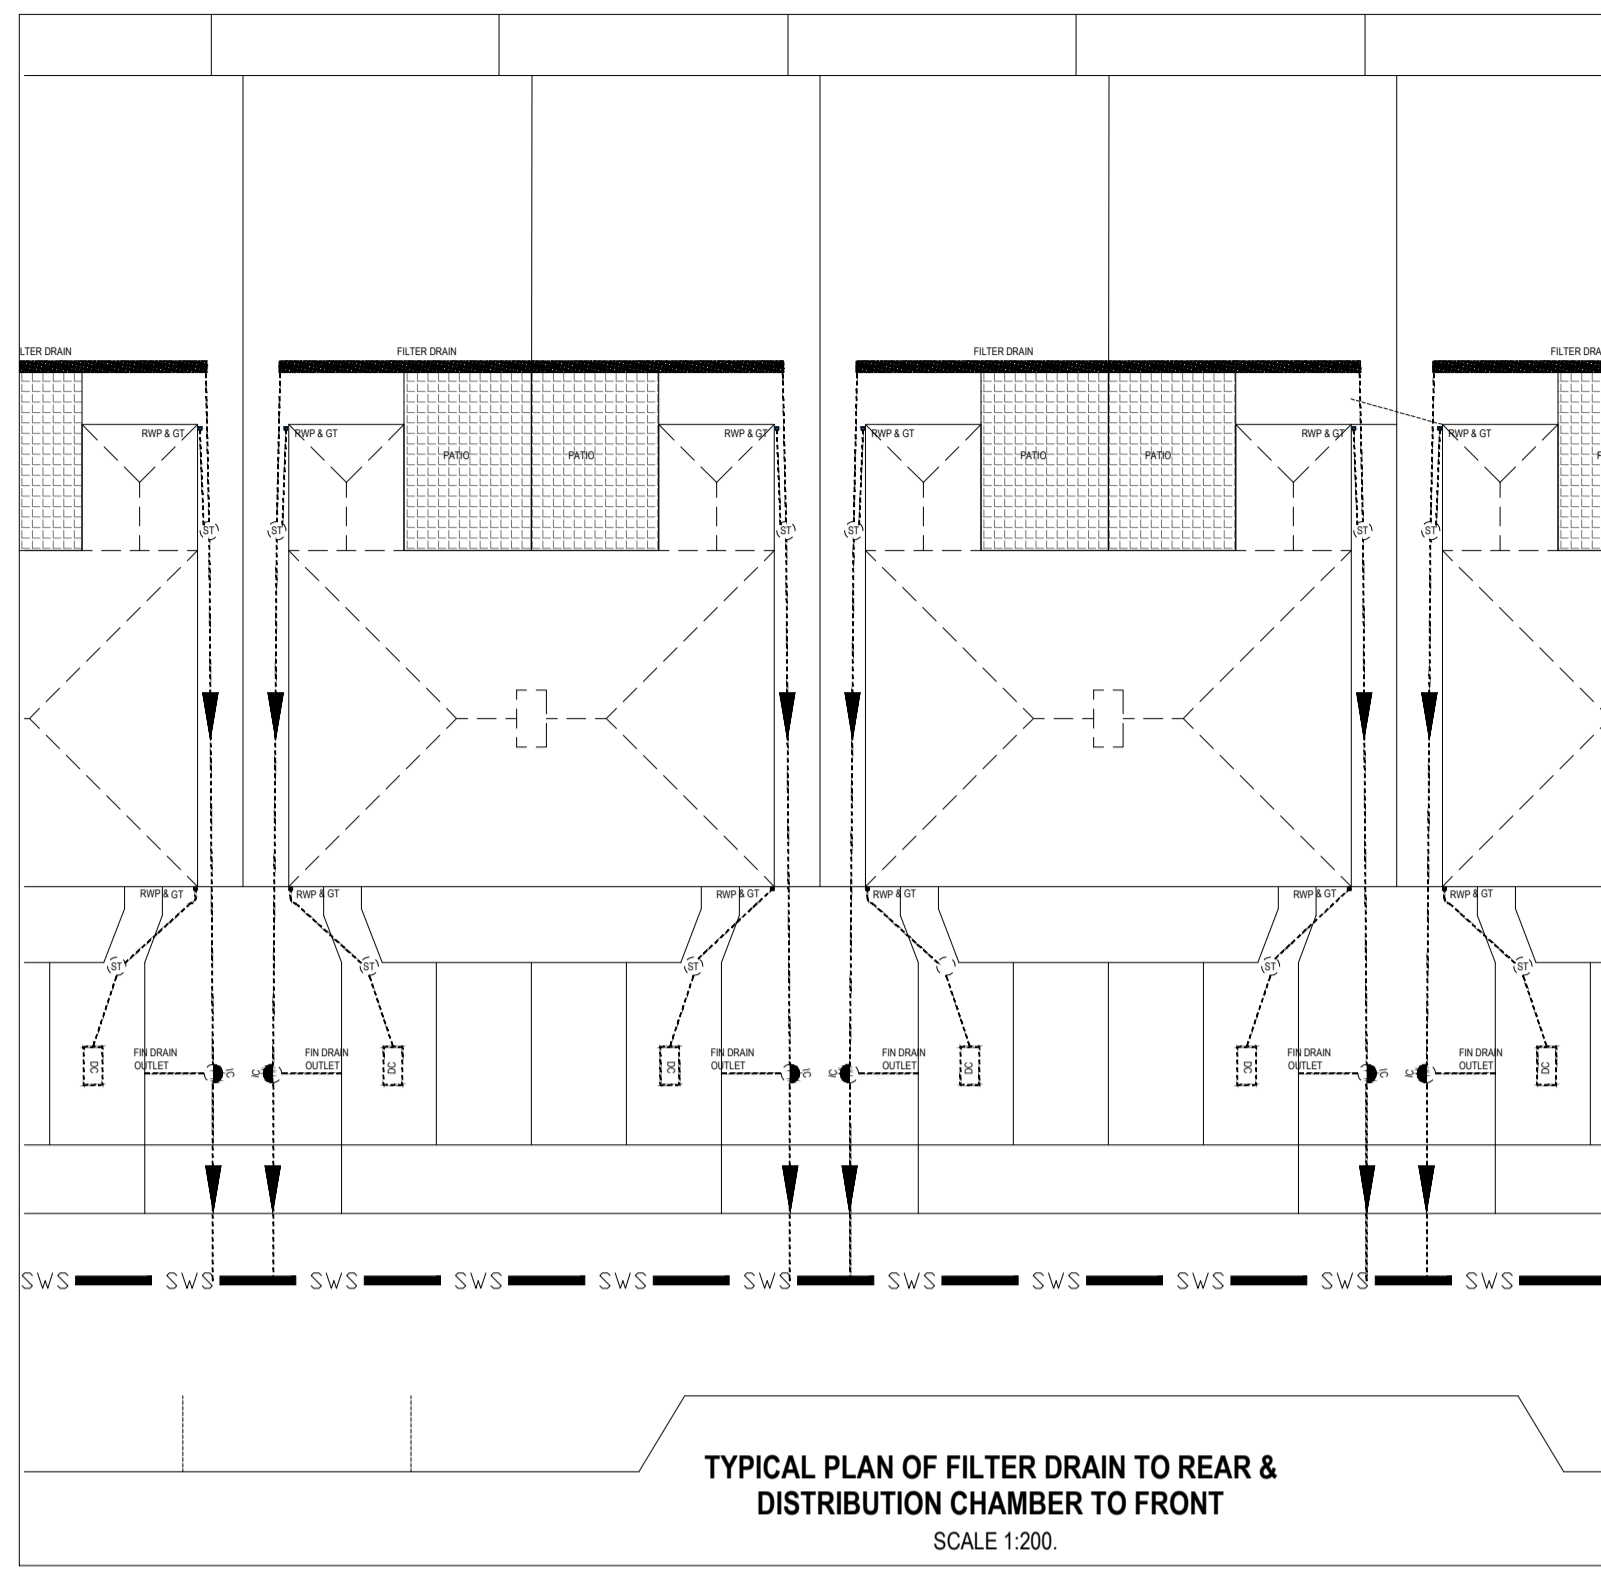 LTER DRAIN
FILTER DRAIN
FILTER DRAIN
FILTER DRA
RWP & GT
RWP & GT
RWP & GT
RWP & GT
RWP & GT
RWP & GT
PATIO
PATIO
PATIO
PATIO
P
ST
ST
ST
ST
ST
ST
RWP & GT
RWP & GT
RWP & GT
RWP & GT
RWP & GT
RWP & GT
ST
ST
ST
ST
ST
FIN DRAIN
OUTLET
FIN DRAIN
OUTLET
FIN DRAIN
OUTLET
FIN DRAIN
OUTLET
FIN DRAIN
OUTLET
FIN DRAIN
OUTLET
DC
IC
IC
DC
DC
IC
IC
DC
DC
IC
IC
DC
SWS SWS SWS SWS SWS SWS SWS SWS SWS SWS SWS
TYPICAL PLAN OF FILTER DRAIN TO REAR &
DISTRIBUTION CHAMBER TO FRONT
SCALE 1:200.